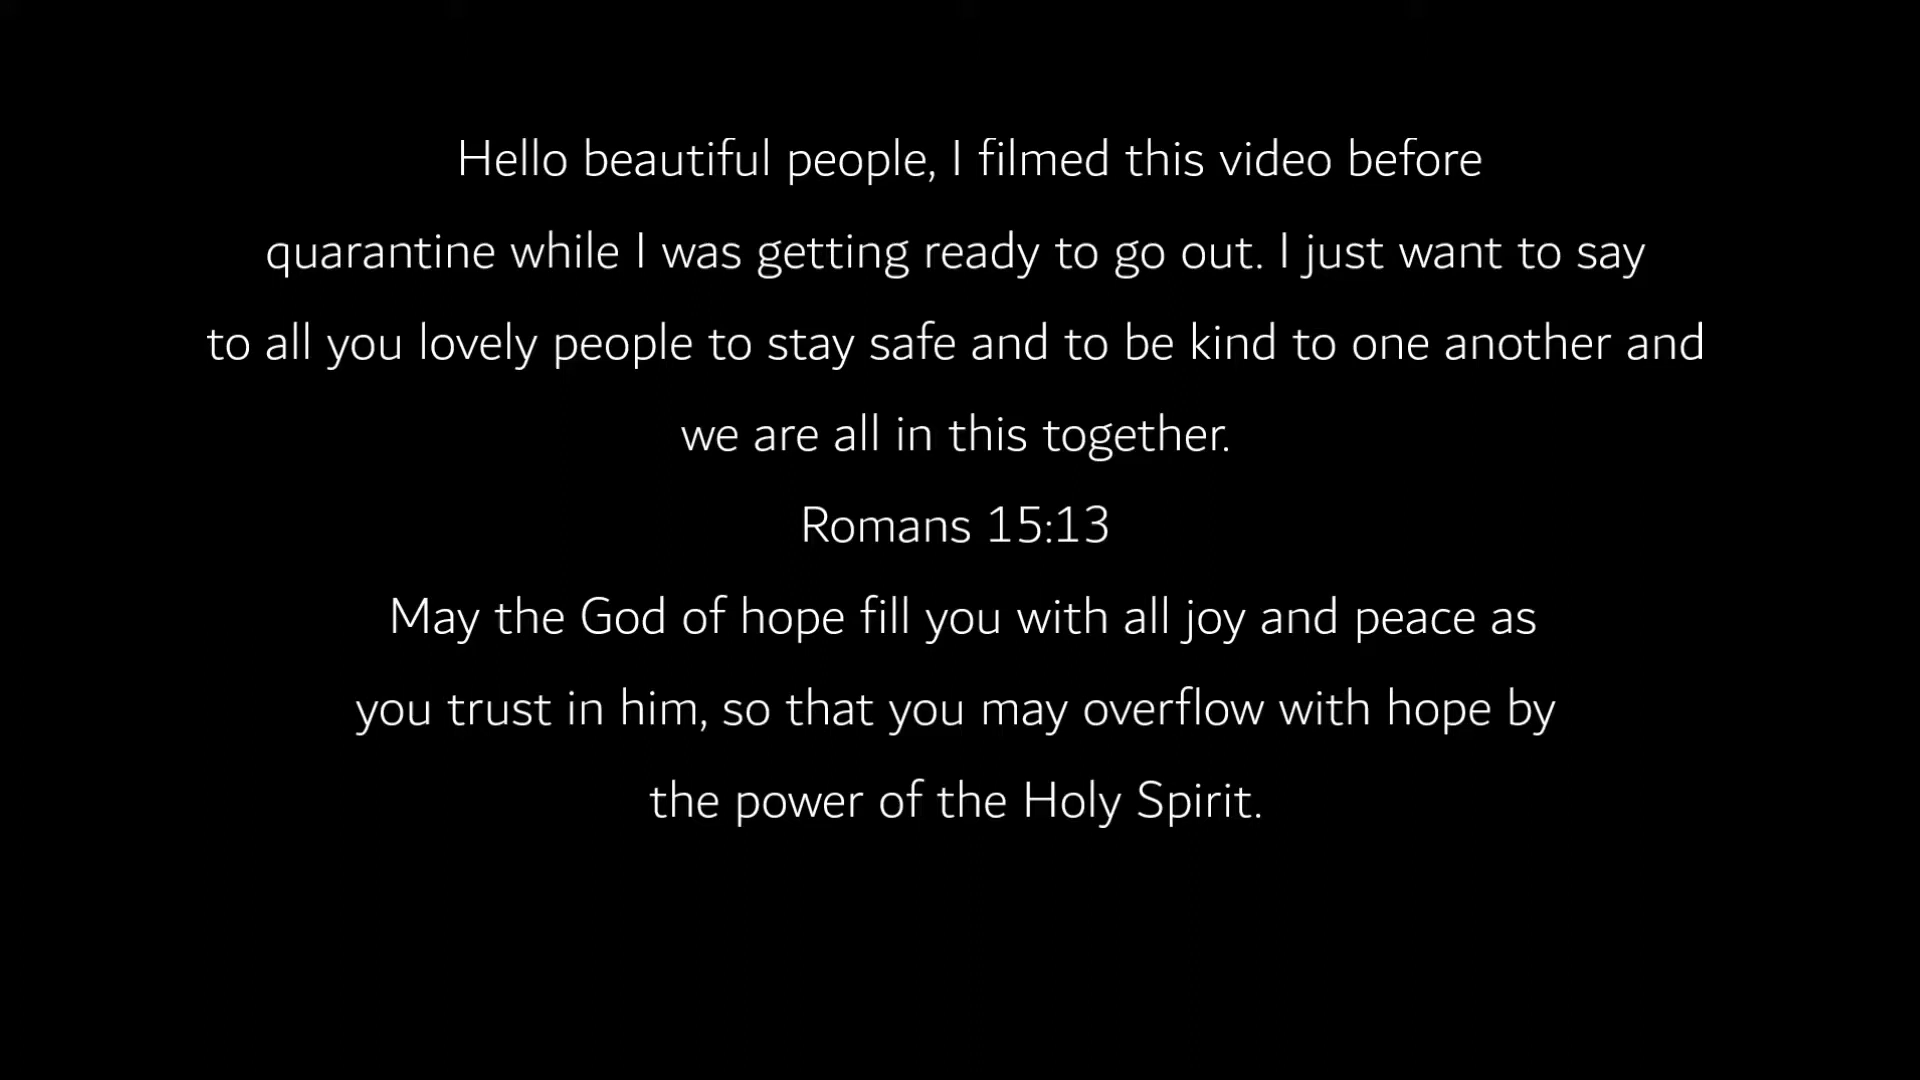 Hello beautiful people, I filmed this video before
quarantine while I was getting ready to go out. I just want to say
to all you lovely people to stay safe and to be kind to one another and
we are all in this together.
Romans 15:13
May the God of hope fill you with all joy and peace as
you trust in him, so that you may overflow with hope by
the power of the Holy Spirit.